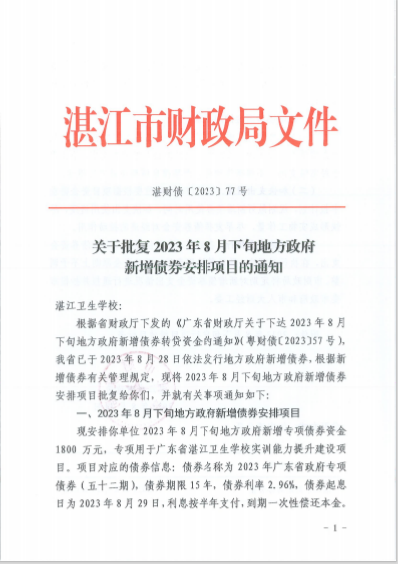 湛江市财政局文件
湛财债〔2023〕77号
关于批复2023年8月下旬地方政府
新增债券安排项目的通知
湛江卫生学校：
根据省财政厅下发的《广东省财政厅关于下达2023年8月
下旬地方政府新增债券转贷资金的通知》(粤财债〔2023〕57号)，
我省已于2023年8月28日依法发行地方政府新增债券。根据新
增债券有关管理规定，现将2023年8月下旬地方政府新增债券
安排项目批复给你们，并就有关事项通知如下：
一、2023年8月下旬地方政府新增债券安排项目
现安排你单位2023年8月下旬地方政府新增专项债券资金
1800万元，专项用于广东省湛江卫生学校实训能力提升建设项
目。项目对应的债券信息：债券名称为2023年广东省政府专项
债券（五十二期），债券期限15年，债券利率2.96%，债券起息
日为2023年8月29日，利息按半年支付，到期一次性偿还本金。
- 1 -